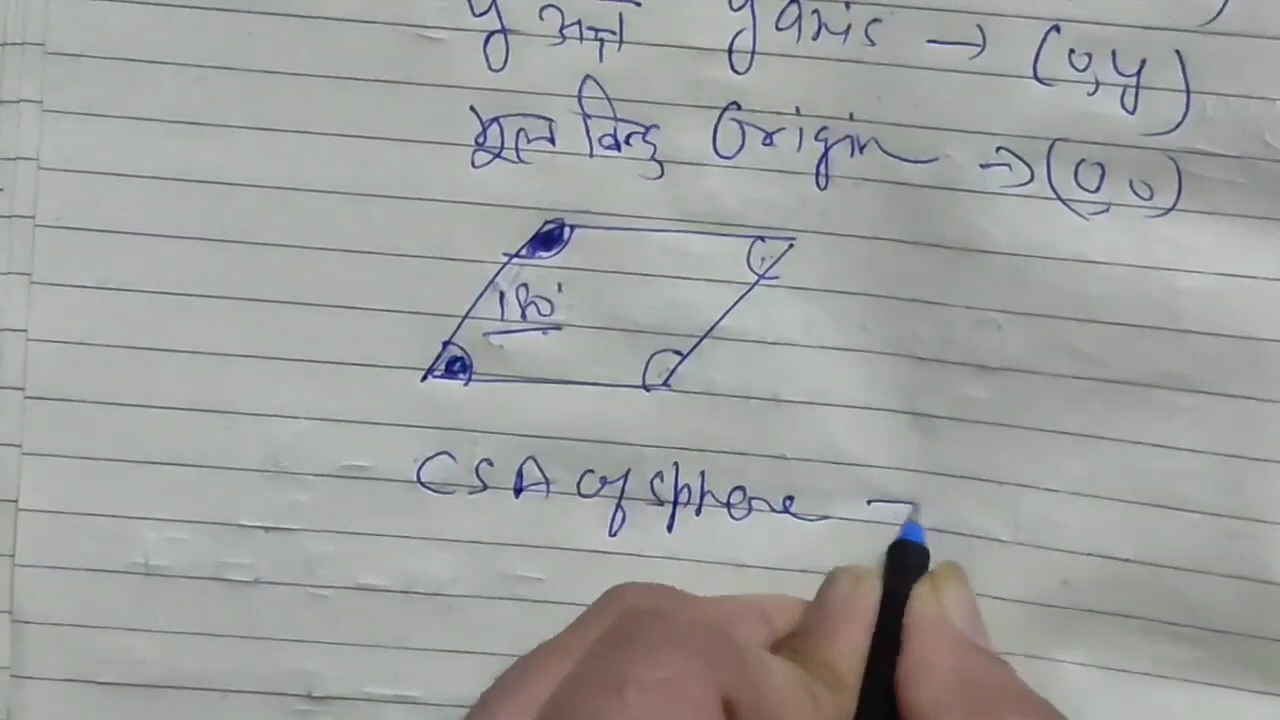 y अक्ष y axis → (0,y)
मूल बिन्दु Origin → (0,0)
180°
CSA of sphere